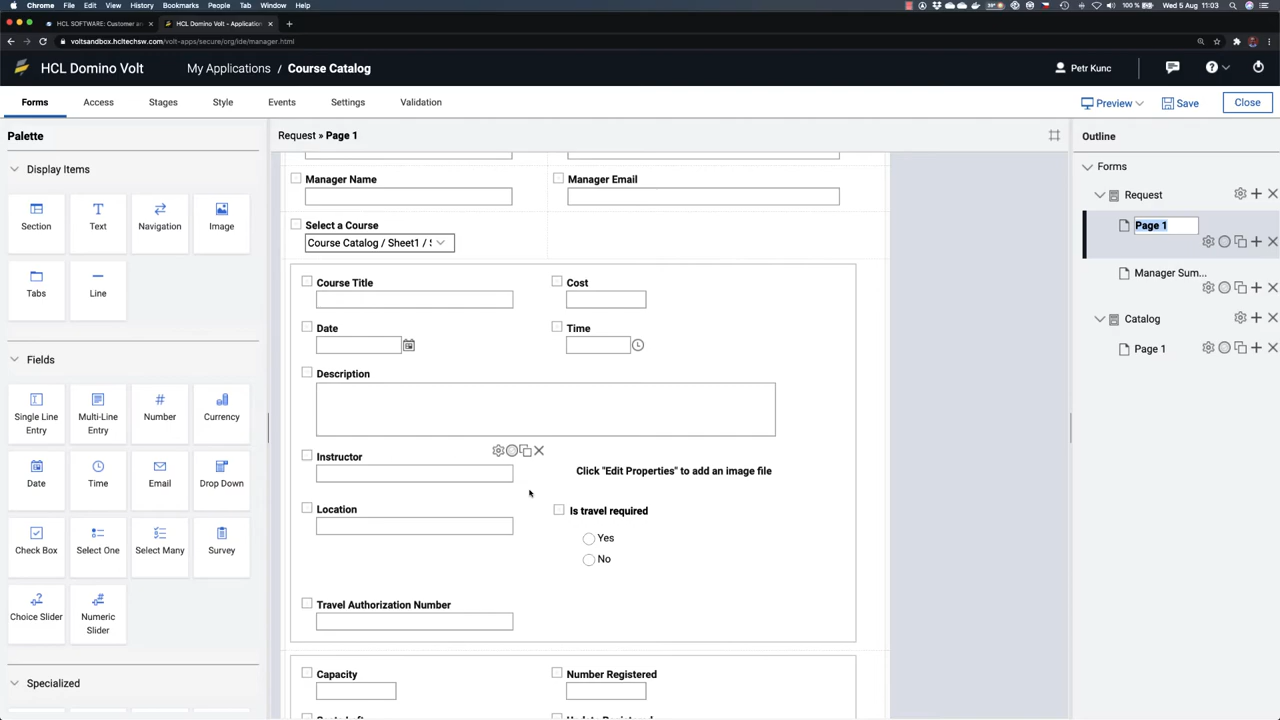 Chrome File Edit View History Bookmarks People Tab Window Help 100 % Wed 5 Aug 11:03
HCL SOFTWARE: Customer an HCL Domino Volt - Application
voltsandbox.hcltechsw.com/volt-apps/secure/org/ide/manager.html
HCL Domino Volt My Applications / Course Catalog Petr Kunc
Forms Access Stages Style Events Settings Validation Preview Save Close
Palette
Display Items
Section Text Navigation Image
Tabs Line
Fields
Single Line Entry
Multi-Line Entry
Number
Currency
Date Time Email Drop Down
Check Box Select One Select Many Survey
Choice Slider
Numeric Slider
Specialized
Request » Page 1
Manager Name Manager Email
Select a Course
Course Catalog / Sheet1 / S
Course Title Cost
Date Time
Description
Instructor
Click "Edit Properties" to add an image file
Location Is travel required
Yes
No
Travel Authorization Number
Capacity Number Registered
Outline
Forms
Request
Page 1
Manager Sum...
Catalog
Page 1